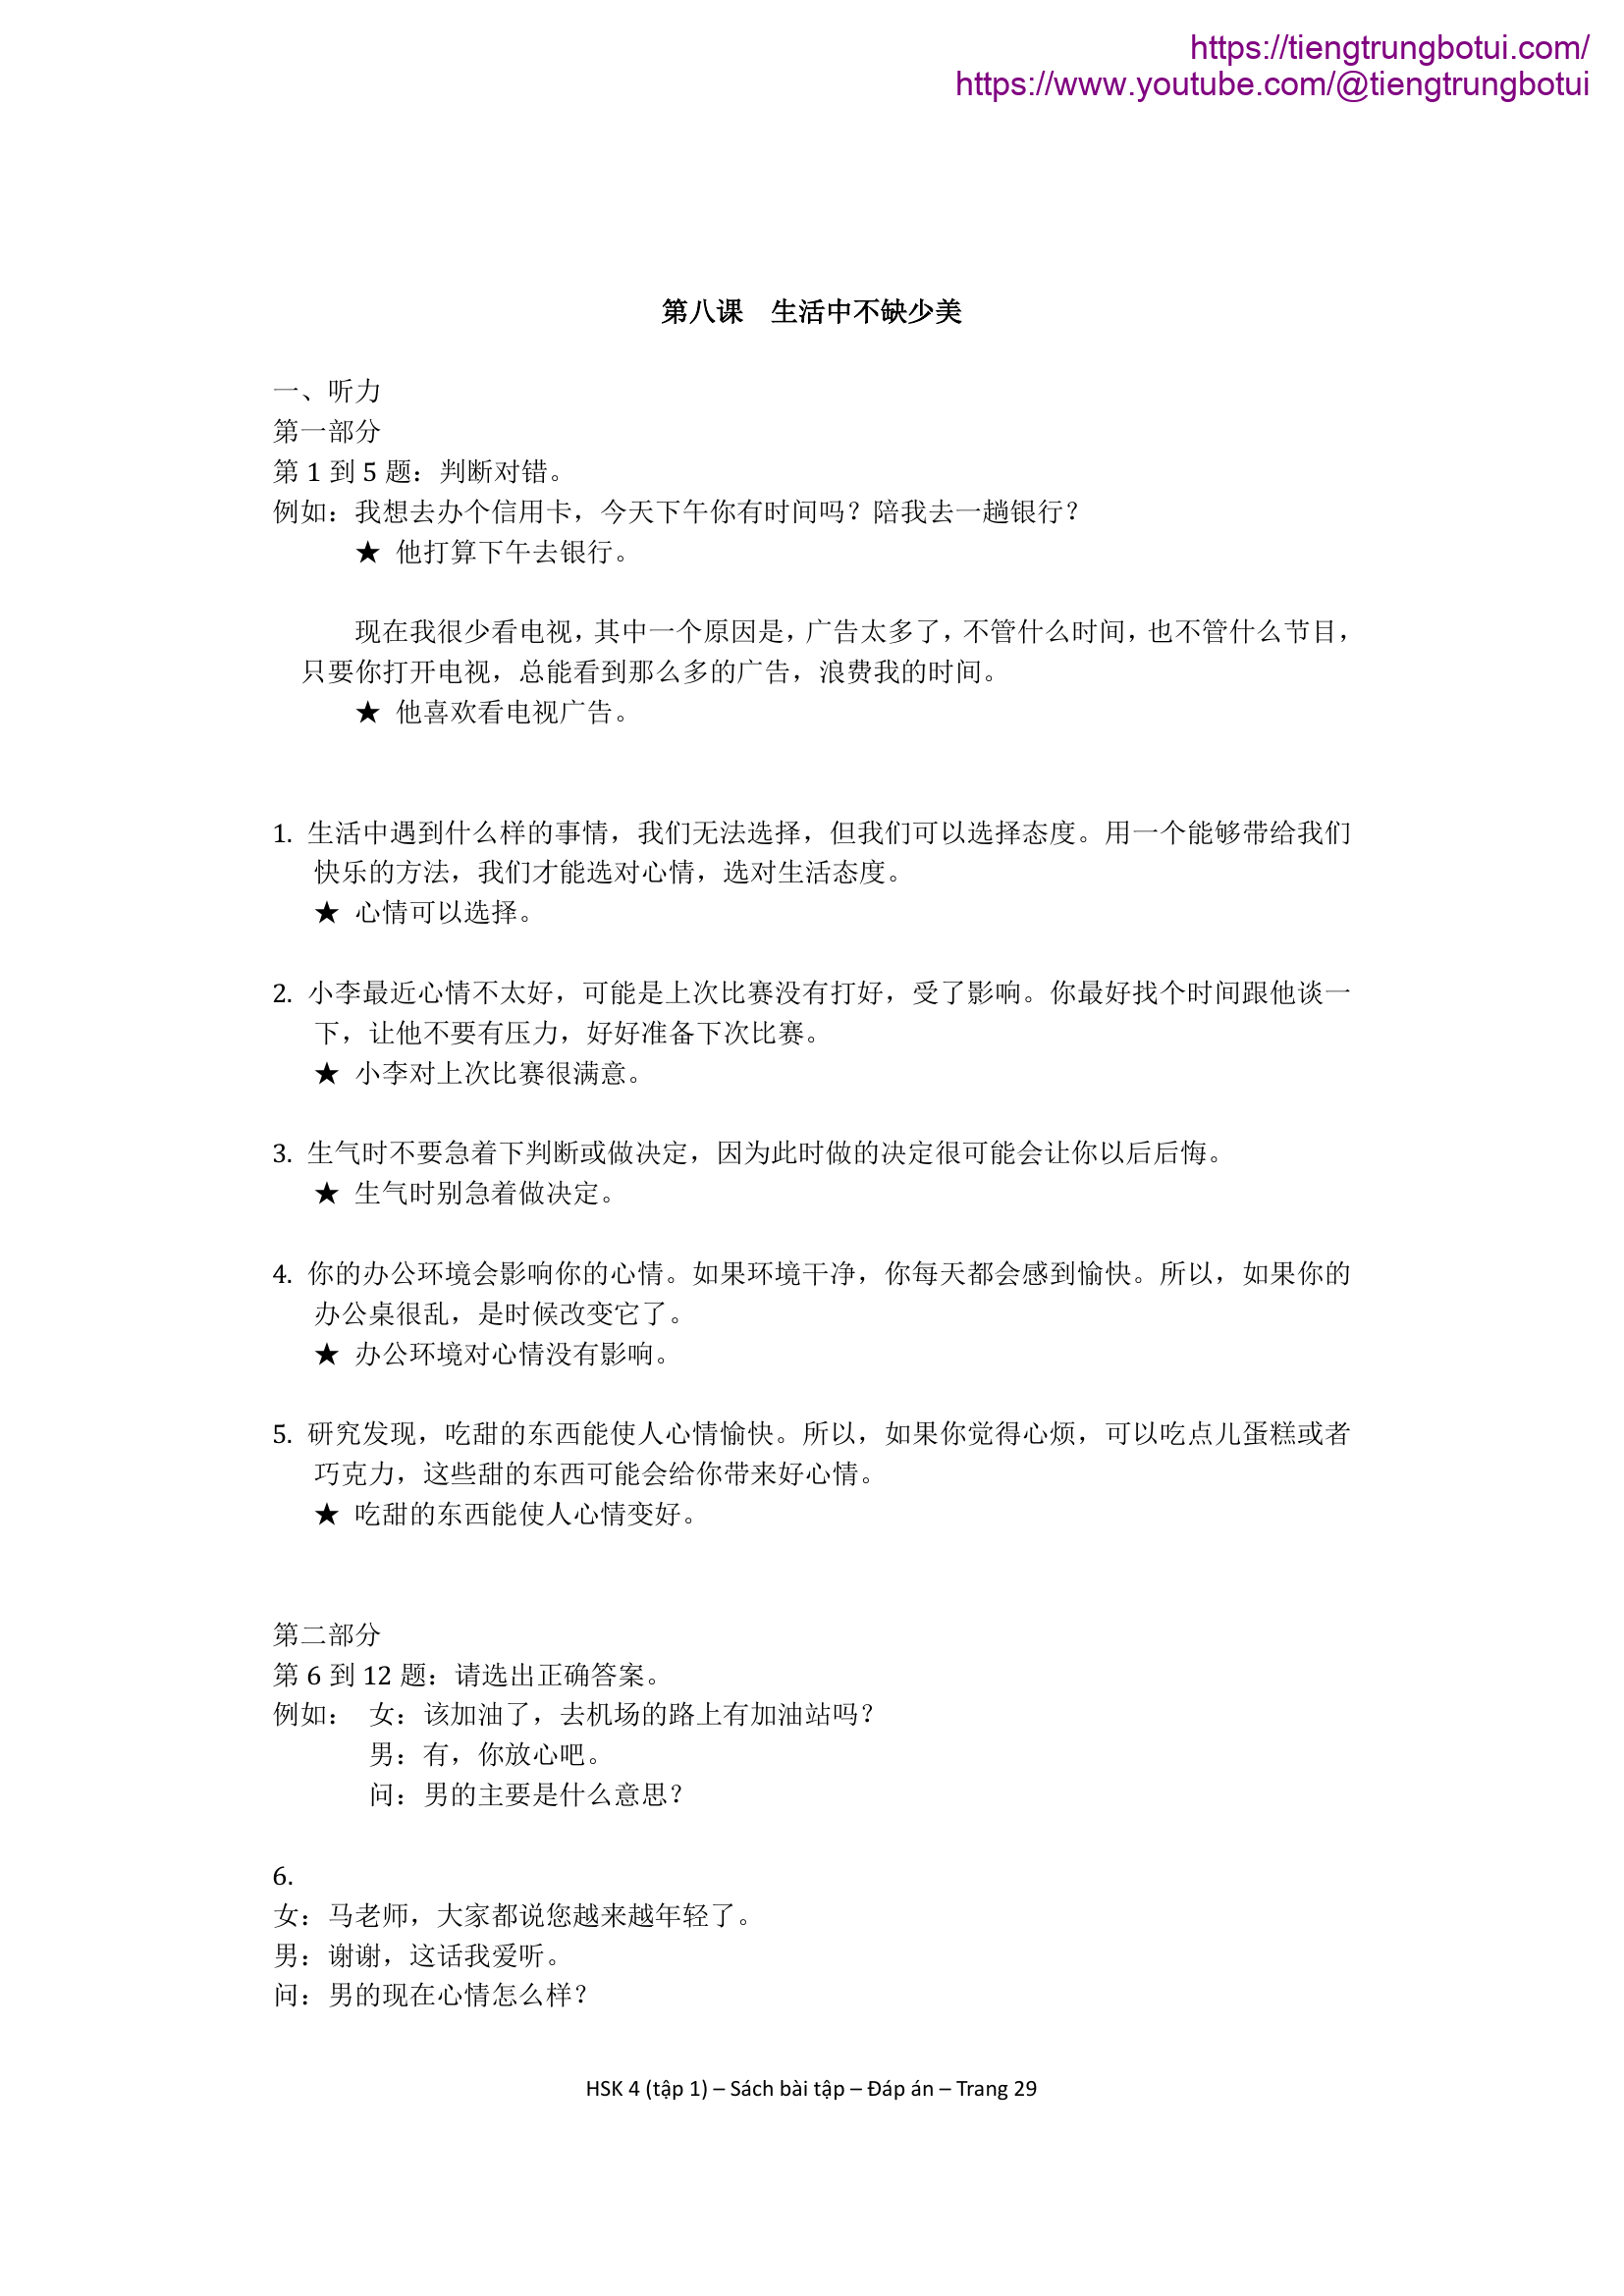 https://tiengtrungbotui.com/
https://www.youtube.com/@tiengtrungbotui
第八课　生活中不缺少美
一、听力
第一部分
第 1 到 5 题：判断对错。
例如：我想去办个信用卡，今天下午你有时间吗？陪我去一趟银行？
★ 他打算下午去银行。
现在我很少看电视，其中一个原因是，广告太多了，不管什么时间，也不管什么节目，
只要你打开电视，总能看到那么多的广告，浪费我的时间。
★ 他喜欢看电视广告。
1. 生活中遇到什么样的事情，我们无法选择，但我们可以选择态度。用一个能够带给我们
快乐的方法，我们才能选对心情，选对生活态度。
★ 心情可以选择。
2. 小李最近心情不太好，可能是上次比赛没有打好，受了影响。你最好找个时间跟他谈一
下，让他不要有压力，好好准备下次比赛。
★ 小李对上次比赛很满意。
3. 生气时不要急着下判断或做决定，因为此时做的决定很可能会让你以后后悔。
★ 生气时别急着做决定。
4. 你的办公环境会影响你的心情。如果环境干净，你每天都会感到愉快。所以，如果你的
办公桌很乱，是时候改变它了。
★ 办公环境对心情没有影响。
5. 研究发现，吃甜的东西能使人心情愉快。所以，如果你觉得心烦，可以吃点儿蛋糕或者
巧克力，这些甜的东西可能会给你带来好心情。
★ 吃甜的东西能使人心情变好。
第二部分
第 6 到 12 题：请选出正确答案。
例如： 女：该加油了，去机场的路上有加油站吗？
男：有，你放心吧。
问：男的主要是什么意思？
6.
女：马老师，大家都说您越来越年轻了。
男：谢谢，这话我爱听。
问：男的现在心情怎么样？
HSK 4 (tập 1) – Sách bài tập – Đáp án – Trang 29